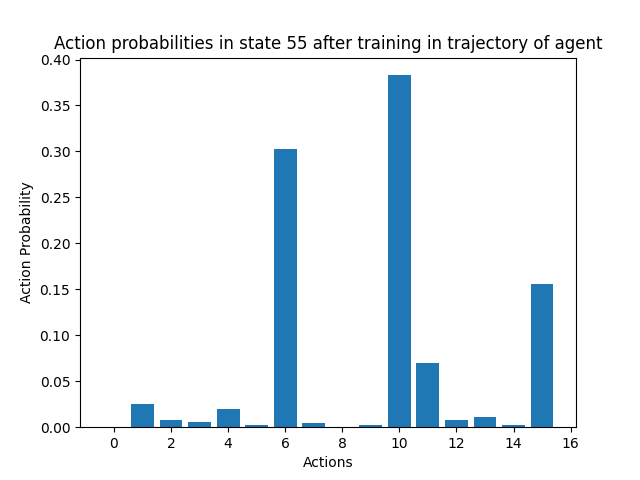 Action probabilities in state 55 after training in trajectory of agent
0.40
0.35
0.30
0.25
0.20
0.15
0.10
0.05
0.00
Action Probability
0 2 4 6 8 10 12 14 16
Actions